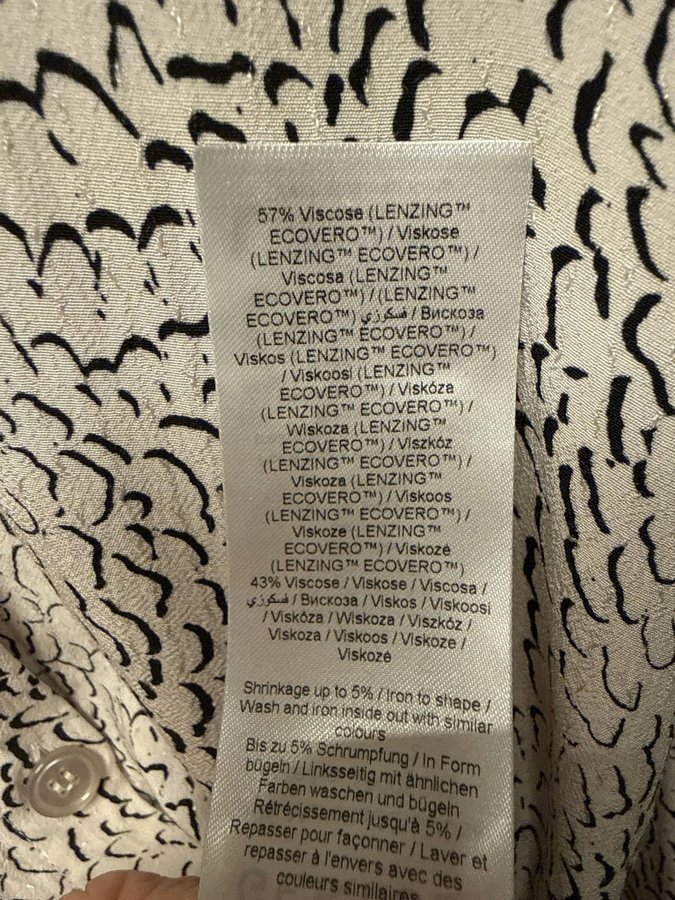 57% Viscose (LENZING™
ECOVERO™) / Viskose
(LENZING™ ECOVERO™) /
Viscosa (LENZING™
ECOVERO™) / (LENZING™
ECOVERO™) فسكوزي / Вискоза
(LENZING™ ECOVERO™) /
Viskos (LENZING™ ECOVERO™)
/ Viskoosi (LENZING™
ECOVERO™) / Viskóza
(LENZING™ ECOVERO™) /
Wiskoza (LENZING™
ECOVERO™) / Viszkóz
(LENZING™ ECOVERO™) /
Viskoza (LENZING™
ECOVERO™) / Viskoos
(LENZING™ ECOVERO™) /
Viskoze (LENZING™
ECOVERO™) / Viskozė
(LENZING™ ECOVERO™)
43% Viscose / Viskose / Viscosa /
فسكوزي / Вискоза / Viskos / Viskoosi
/ Viskóza / Wiskoza / Viszkóz /
Viskoza / Viskoos / Viskoze /
Viskozė
Shrinkage up to 5% / Iron to shape /
Wash and iron inside out with similar
colours
Bis zu 5% Schrumpfung / In Form
bügeln / Linksseitig mit ähnlichen
Farben waschen und bügeln
Rétrécissement jusqu'à 5% /
Repasser pour façonner / Laver et
repasser à l'envers avec des
couleurs similaires